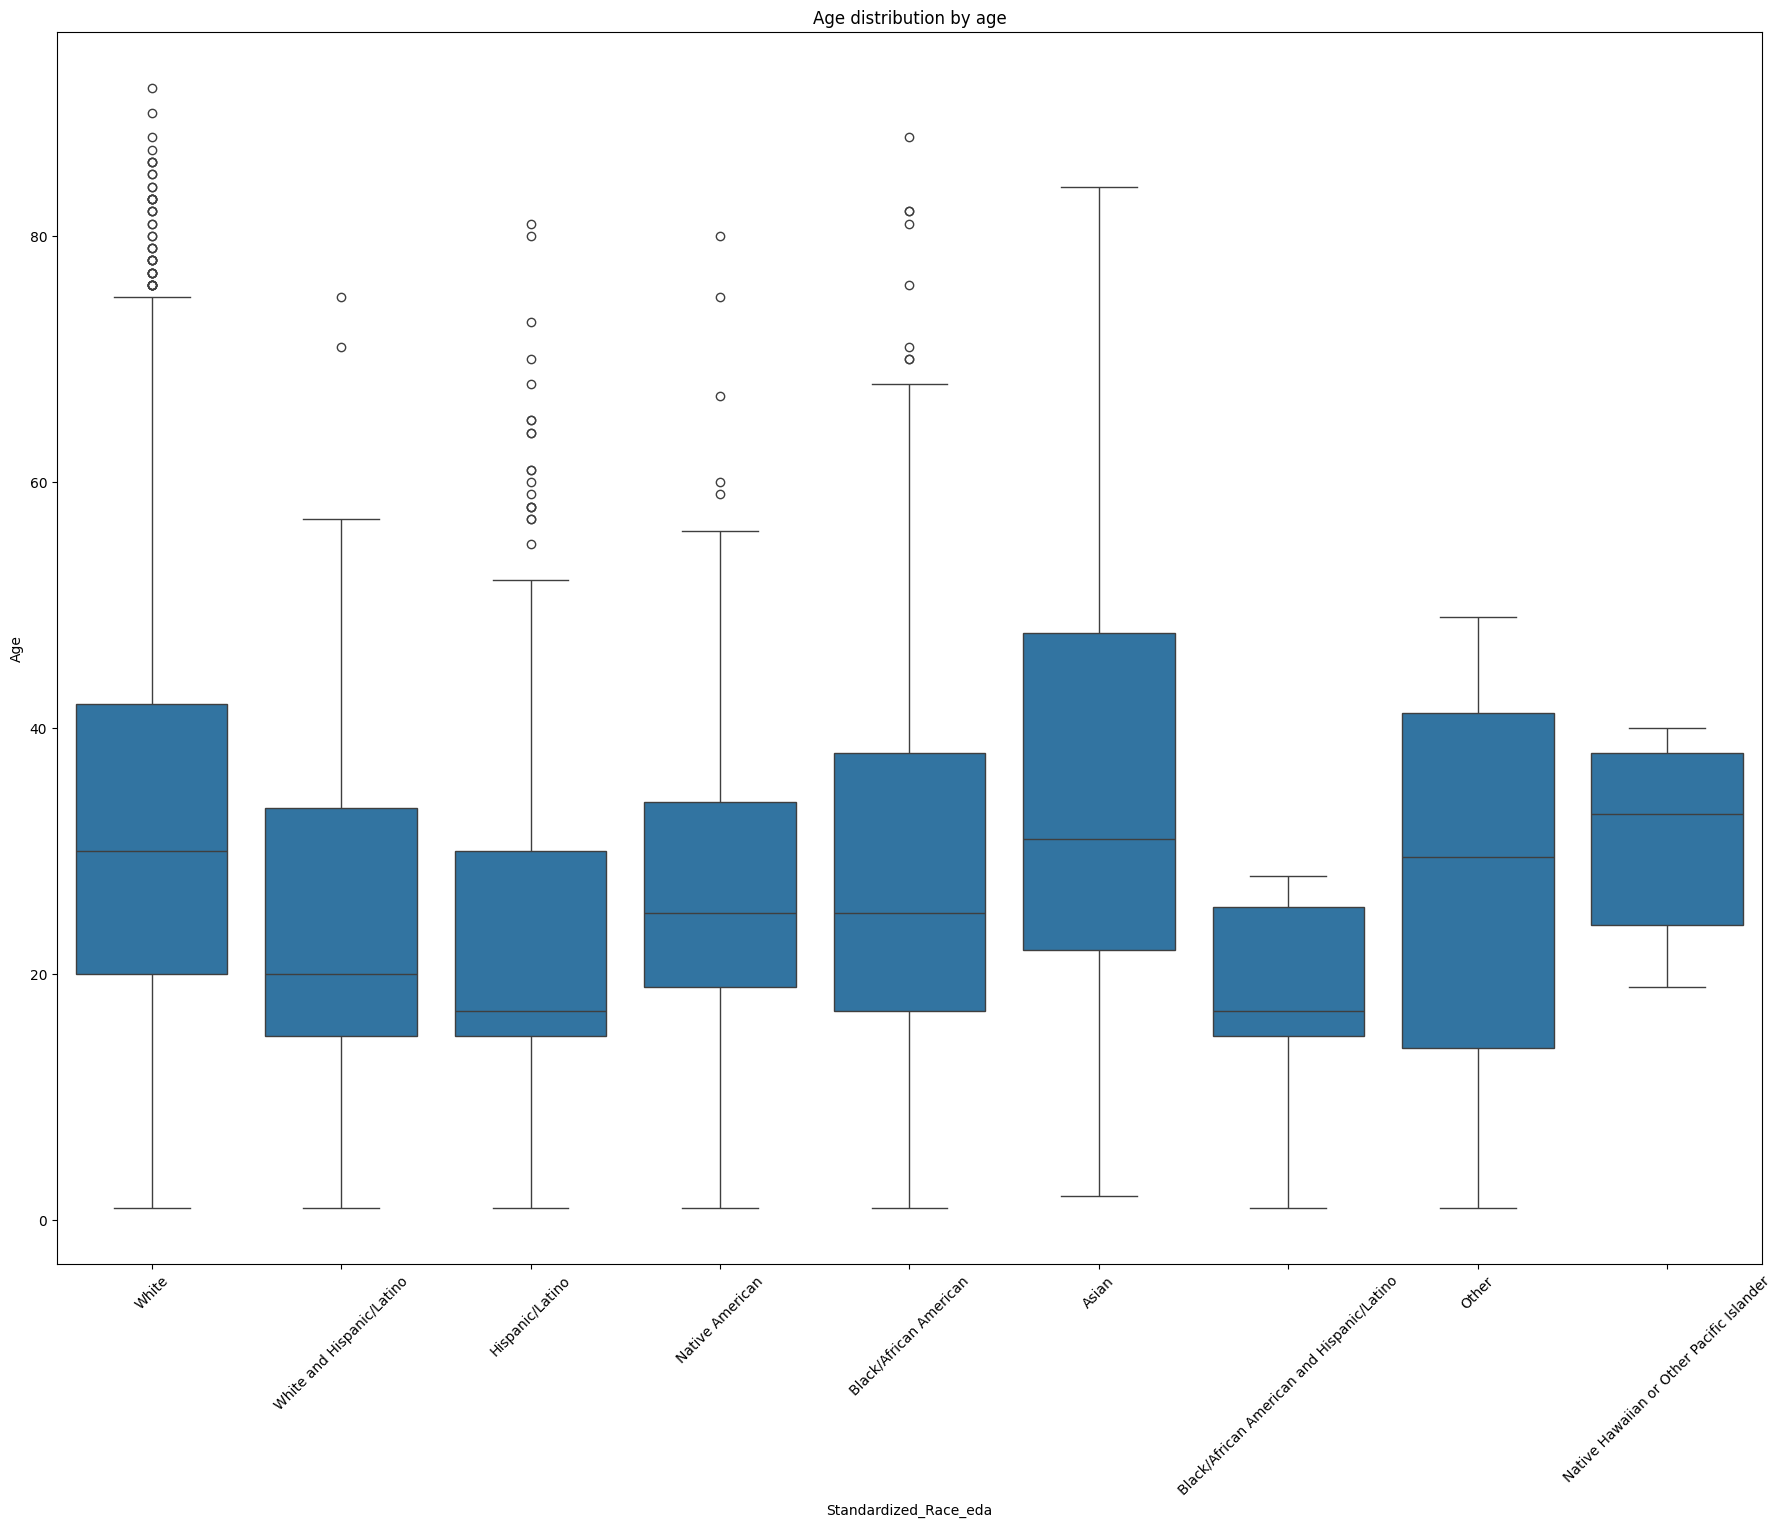 Age distribution by age
80
60
40
20
0
Age
White
White and Hispanic/Latino
Hispanic/Latino
Native American
Black/African American
Asian
Black/African American and Hispanic/Latino
Other
Native Hawaiian or Other Pacific Islander
Standardized_Race_eda